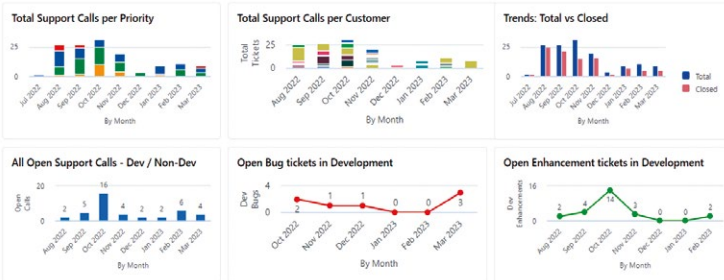 Total Support Calls per Priority
25
0
Jul 2022
Aug 2022
Sep 2022
Oct 2022
Nov 2022
Dec 2022
Jan 2023
Feb 2023
Mar 2023
By Month
Total Support Calls per Customer
Total
Tickets
25
0
Aug 2022
Sep 2022
Oct 2022
Nov 2022
Dec 2022
Jan 2023
Feb 2023
Mar 2023
By Month
Trends: Total vs Closed
25
0
Jul 2022
Aug 2022
Sep 2022
Oct 2022
Nov 2022
Dec 2022
Jan 2023
Feb 2023
Mar 2023
By Month
Total
Closed
All Open Support Calls - Dev / Non-Dev
Open
Calls
20
0
2
5
16
4
2
2
6
4
Aug 2022
Sep 2022
Oct 2022
Nov 2022
Dec 2022
Jan 2023
Feb 2023
Mar 2023
By Month
Open Bug tickets in Development
Dev
Bugs
4
0
2
1
1
0
0
3
Oct 2022
Nov 2022
Dec 2022
Jan 2023
Feb 2023
Mar 2023
By Month
Open Enhancement tickets in Development
Dev
Enhancements
16
0
2
4
14
3
0
0
2
Aug 2022
Sep 2022
Oct 2022
Nov 2022
Dec 2022
Jan 2023
Feb 2022
By Month